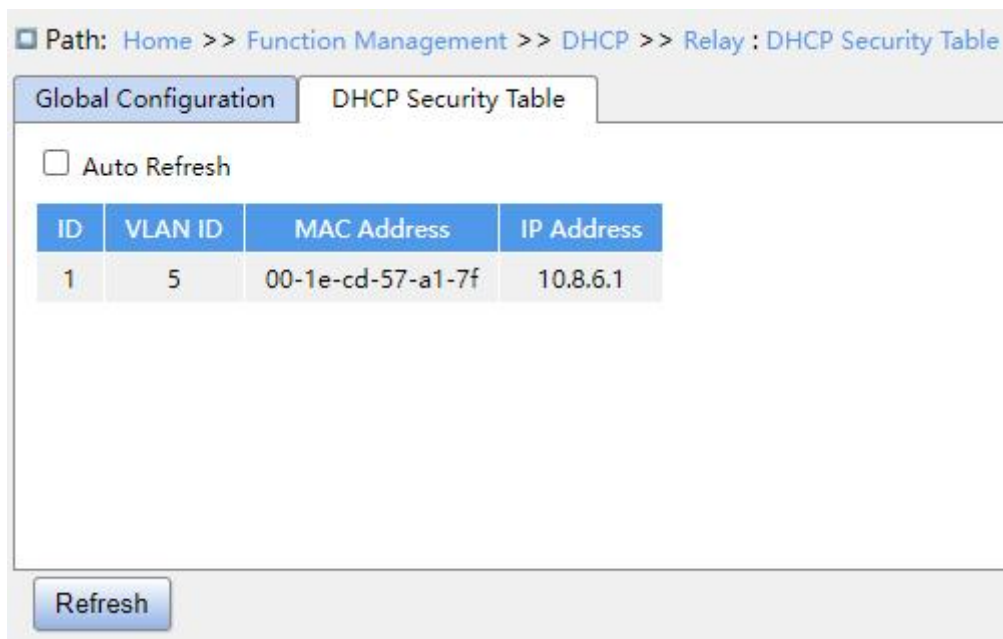 Path: Home >> Function Management >> DHCP >> Relay : DHCP Security Table
Global Configuration DHCP Security Table
Auto Refresh
ID VLAN ID MAC Address IP Address
1 5 00-1e-cd-57-a1-7f 10.8.6.1
Refresh